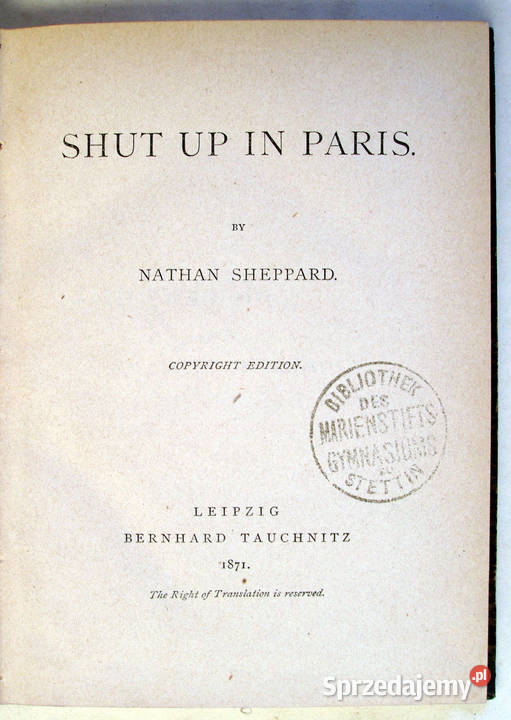 SHUT UP IN PARIS.
BY
NATHAN SHEPPARD.
COPYRIGHT EDITION.
BIBLIOTHEK
DES
MARIENSTIFTS
GYMNASIUMS
ZU
STETTIN
LEIPZIG
BERNHARD TAUCHNITZ
1871.
The Right of Translation is reserved.
Sprzedajemy.pl